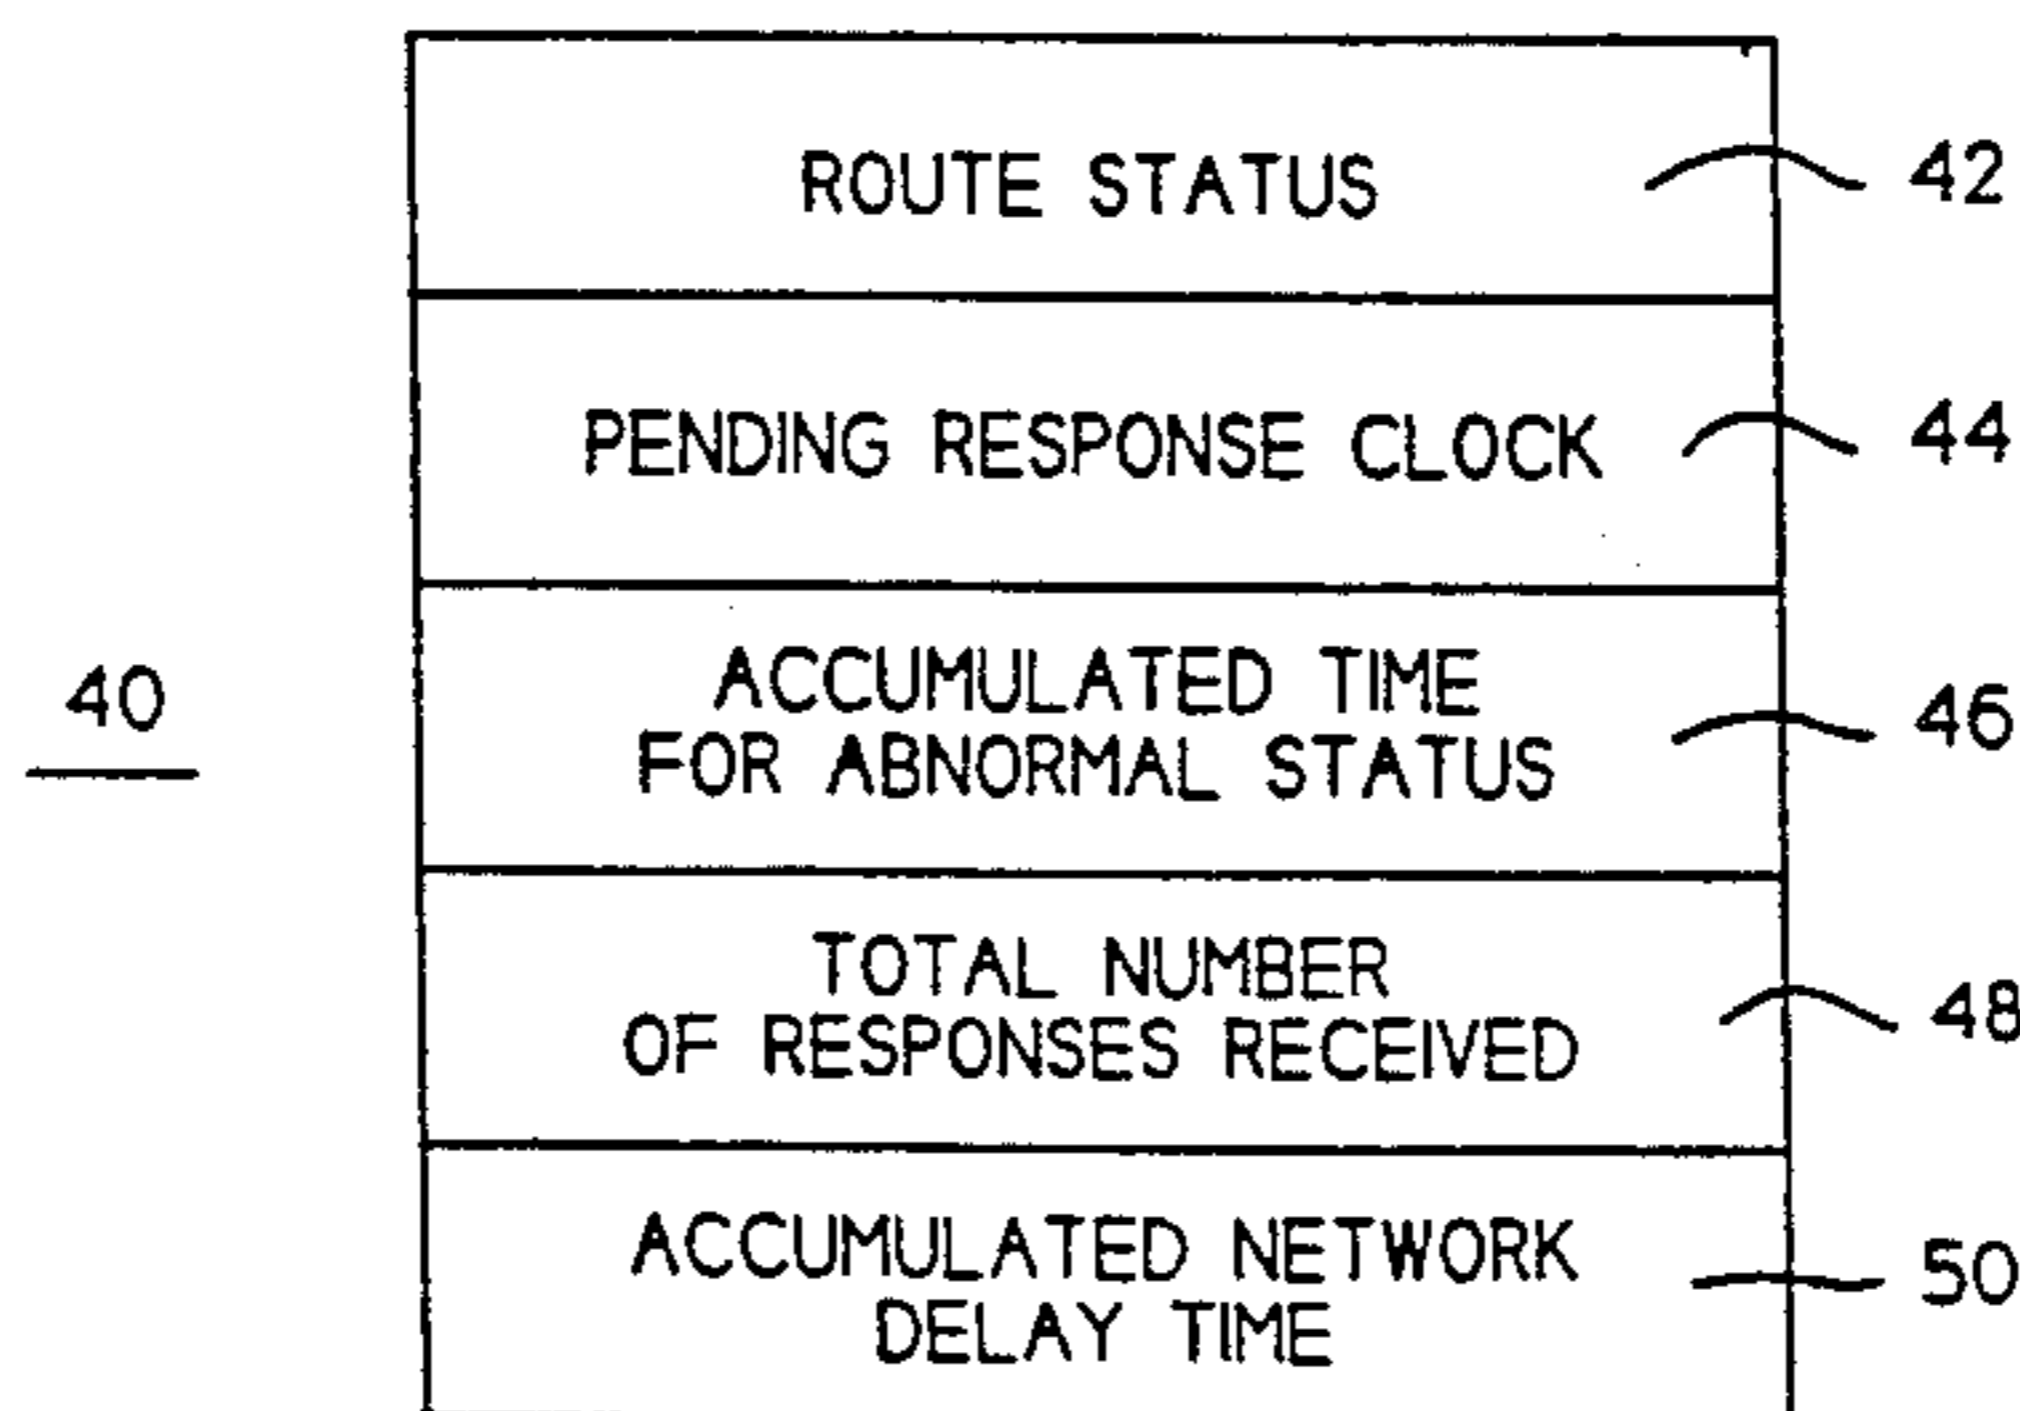 ROUTE STATUS
42
PENDING RESPONSE CLOCK
44
40
ACCUMULATED TIME
FOR ABNORMAL STATUS
46
TOTAL NUMBER
OF RESPONSES RECEIVED
48
ACCUMULATED NETWORK
DELAY TIME
50